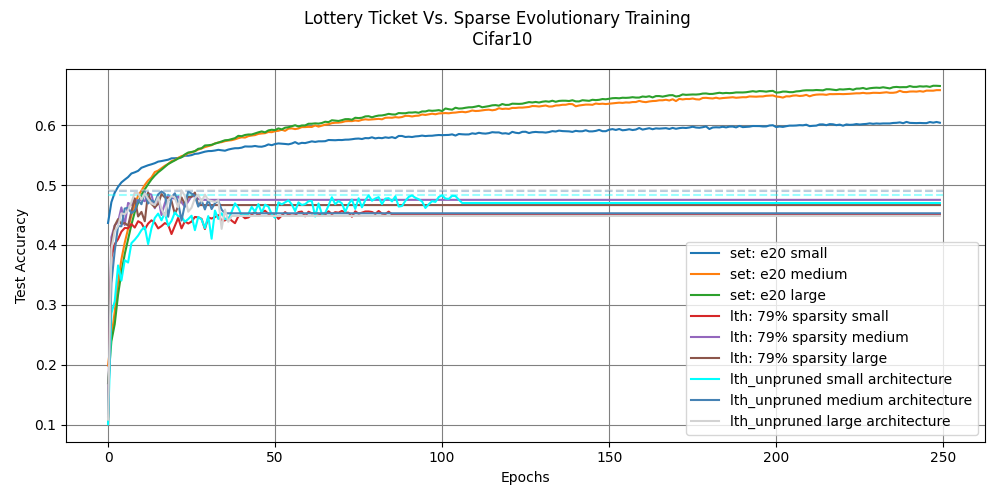 Lottery Ticket Vs. Sparse Evolutionary Training
Cifar10
Test Accuracy
0.6
0.5
0.4
0.3
0.2
0.1
set: e20 small
set: e20 medium
set: e20 large
lth: 79% sparsity small
lth: 79% sparsity medium
lth: 79% sparsity large
lth_unpruned small architecture
lth_unpruned medium architecture
lth_unpruned large architecture
0 50 100 150 200 250
Epochs